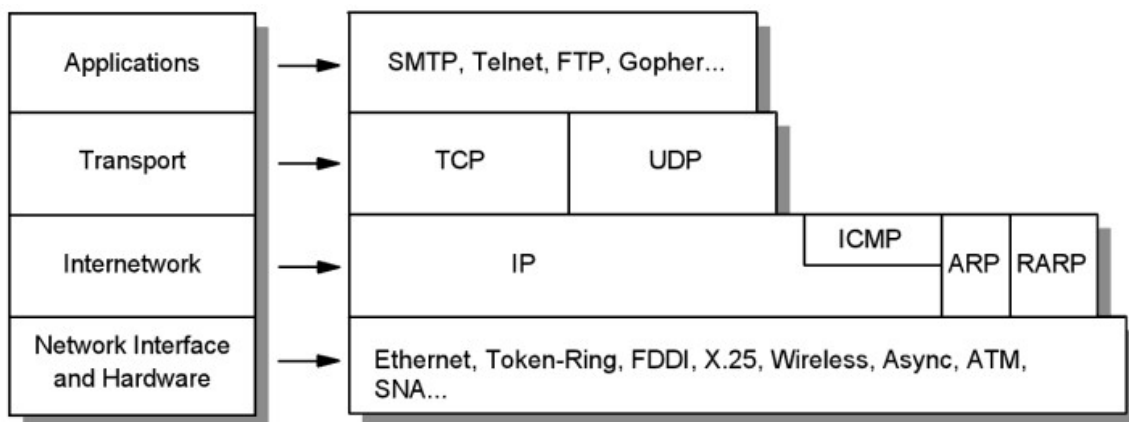 Applications
SMTP, Telnet, FTP, Gopher...
Transport
TCP
UDP
Internetwork
IP
ICMP
ARP
RARP
Network Interface
and Hardware
Ethernet, Token-Ring, FDDI, X.25, Wireless, Async, ATM,
SNA...